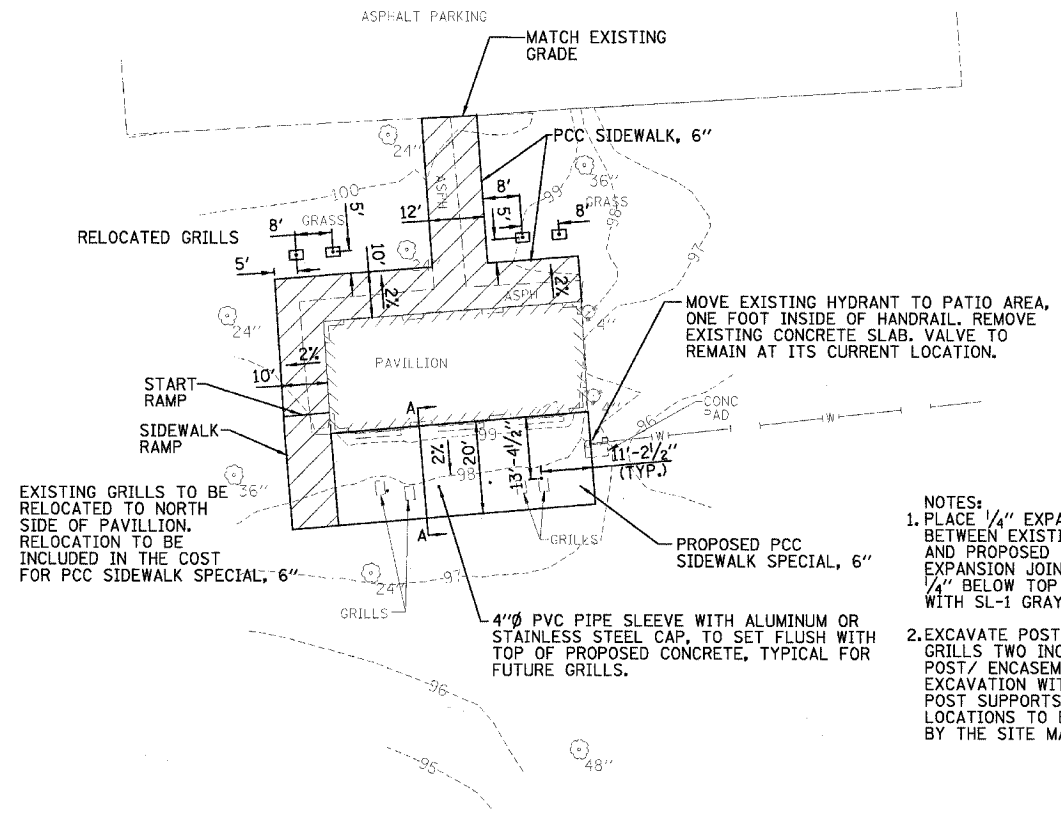 ASPHALT PARKING
MATCH EXISTING
GRADE
PCC SIDEWALK, 6"
24"
36"
100
99
98
97
ASPH
8'
5'
GRASS
12'
8'
5'
8'
GRASS
RELOCATED GRILLS
5'
10'
2%
24"
ASPH
2%
24"
4"
MOVE EXISTING HYDRANT TO PATIO AREA,
ONE FOOT INSIDE OF HANDRAIL. REMOVE
EXISTING CONCRETE SLAB. VALVE TO
REMAIN AT ITS CURRENT LOCATION.
PAVILLION
2%
10'
START
RAMP
SIDEWALK
RAMP
A
A
2%
20'
13'-4 1/2"
11'-2 1/2"
(TYP.)
99
98
96
CONC
PAD
W
W
EXISTING GRILLS TO BE
RELOCATED TO NORTH
SIDE OF PAVILLION.
RELOCATION TO BE
INCLUDED IN THE COST
FOR PCC SIDEWALK SPECIAL, 6"
36"
24"
97
GRILLS
GRILLS
PROPOSED PCC
SIDEWALK SPECIAL, 6"
4"Ø PVC PIPE SLEEVE WITH ALUMINUM OR
STAINLESS STEEL CAP, TO SET FLUSH WITH
TOP OF PROPOSED CONCRETE, TYPICAL FOR
FUTURE GRILLS.
96
95
48"
NOTES:
1. PLACE 1/4" EXPA
BETWEEN EXISTI
AND PROPOSED
EXPANSION JOIN
1/4" BELOW TOP
WITH SL-1 GRAY
2. EXCAVATE POST
GRILLS TWO INC
POST/ ENCASEM
EXCAVATION WIT
POST SUPPORTS
LOCATIONS TO
BY THE SITE MA